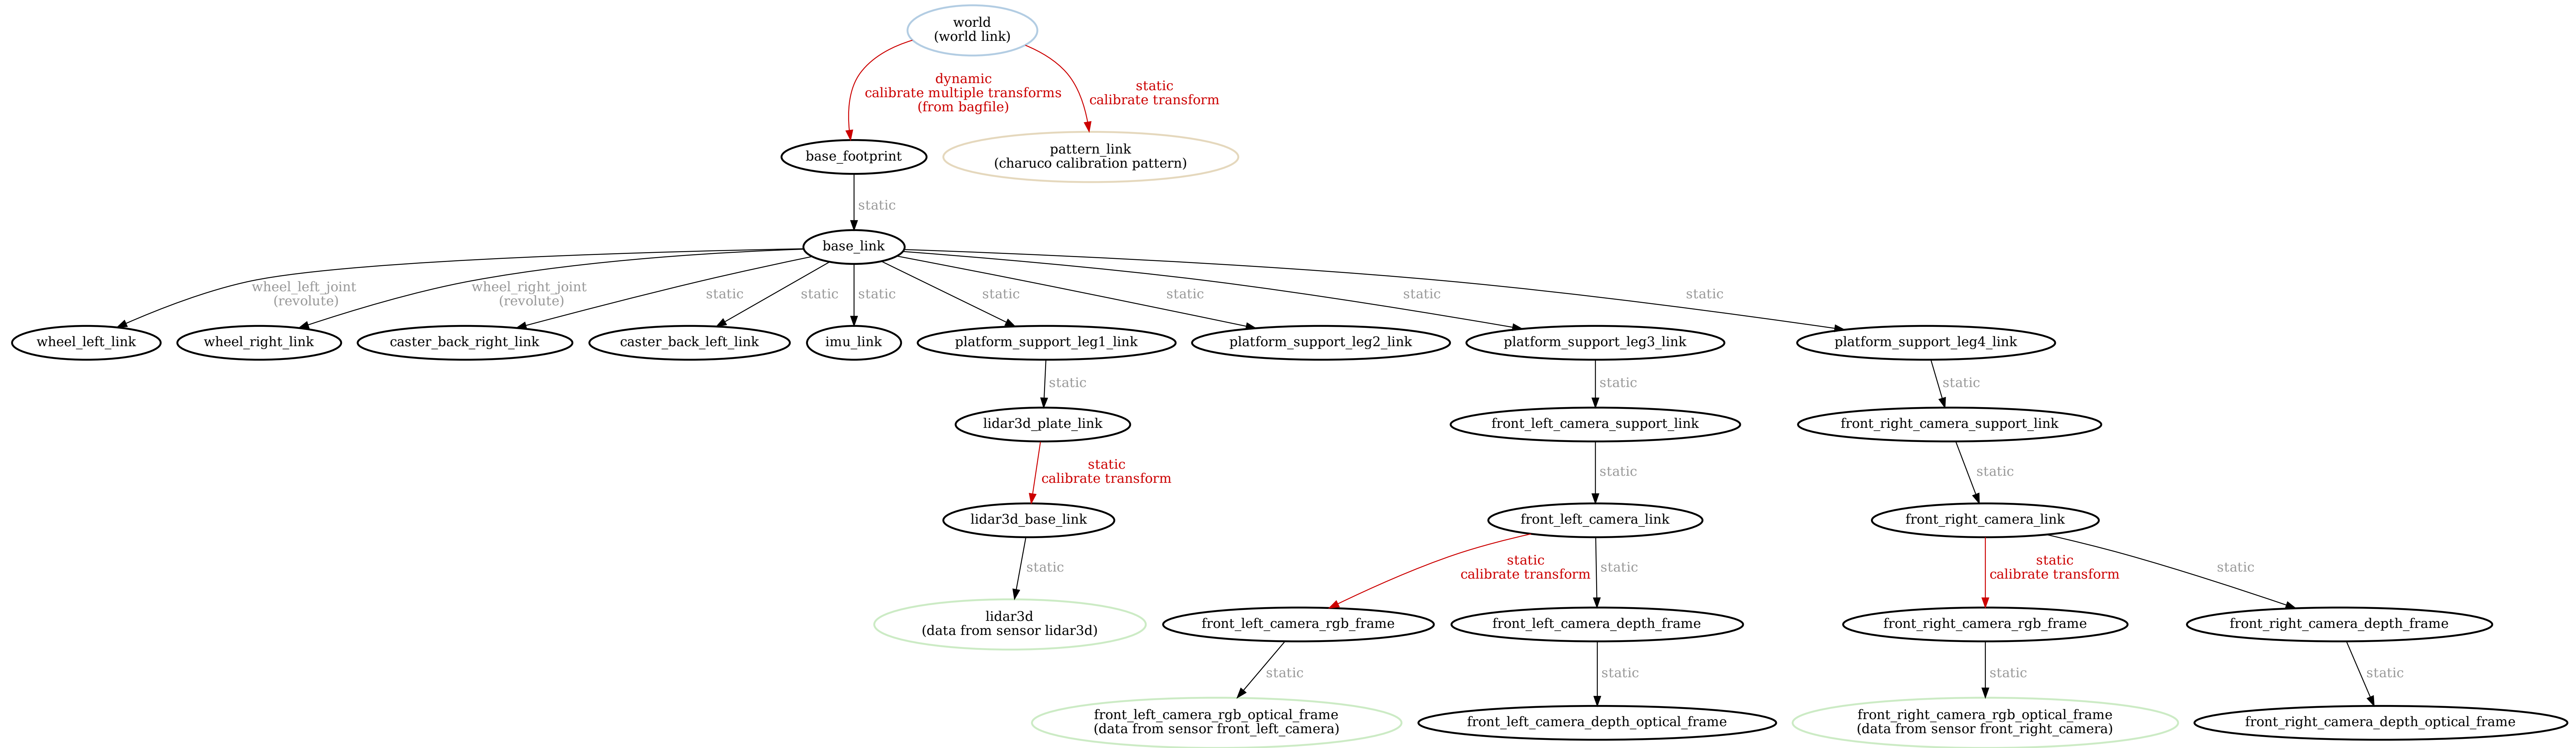 world
(world link)
dynamic
calibrate multiple transforms
(from bagfile)
static
calibrate transform
base_footprint
pattern_link
(charuco calibration pattern)
static
base_link
wheel_left_joint
(revolute)
wheel_right_joint
(revolute)
static
static
static
static
static
static
static
wheel_left_link
wheel_right_link
caster_back_right_link
caster_back_left_link
imu_link
platform_support_leg1_link
platform_support_leg2_link
platform_support_leg3_link
platform_support_leg4_link
static
static
static
lidar3d_plate_link
front_left_camera_support_link
front_right_camera_support_link
static
calibrate transform
static
static
lidar3d_base_link
front_left_camera_link
front_right_camera_link
static
static
calibrate transform
static
static
calibrate transform
static
lidar3d
(data from sensor lidar3d)
front_left_camera_rgb_frame
front_left_camera_depth_frame
front_right_camera_rgb_frame
front_right_camera_depth_frame
static
static
static
static
front_left_camera_rgb_optical_frame
(data from sensor front_left_camera)
front_left_camera_depth_optical_frame
front_right_camera_rgb_optical_frame
(data from sensor front_right_camera)
front_right_camera_depth_optical_frame